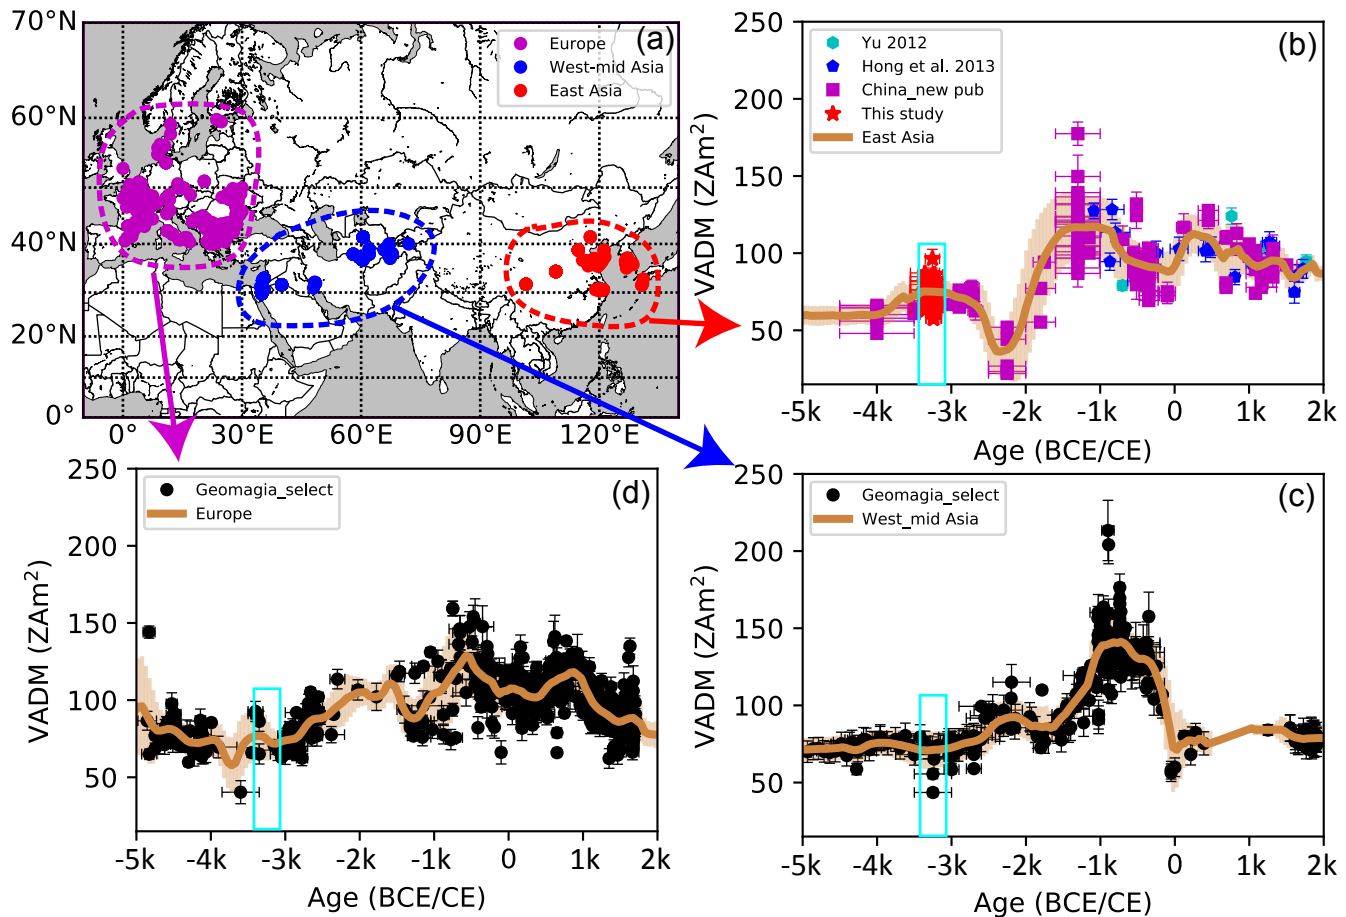 (a)
Europe
West-mid Asia
East Asia
70°N
60°N
40°N
20°N
0°
0°
30°E
60°E
90°E
120°E
(b)
Yu 2012
Hong et al. 2013
China_new pub
This study
East Asia
VADM (ZAm²)
250
200
150
100
50
-5k
-4k
-3k
-2k
-1k
0
1k
2k
Age (BCE/CE)
(d)
Geomagia_select
Europe
VADM (ZAm²)
250
200
150
100
50
-5k
-4k
-3k
-2k
-1k
0
1k
2k
Age (BCE/CE)
(c)
Geomagia_select
West_mid Asia
VADM (ZAm²)
250
200
150
100
50
-5k
-4k
-3k
-2k
-1k
0
1k
2k
Age (BCE/CE)